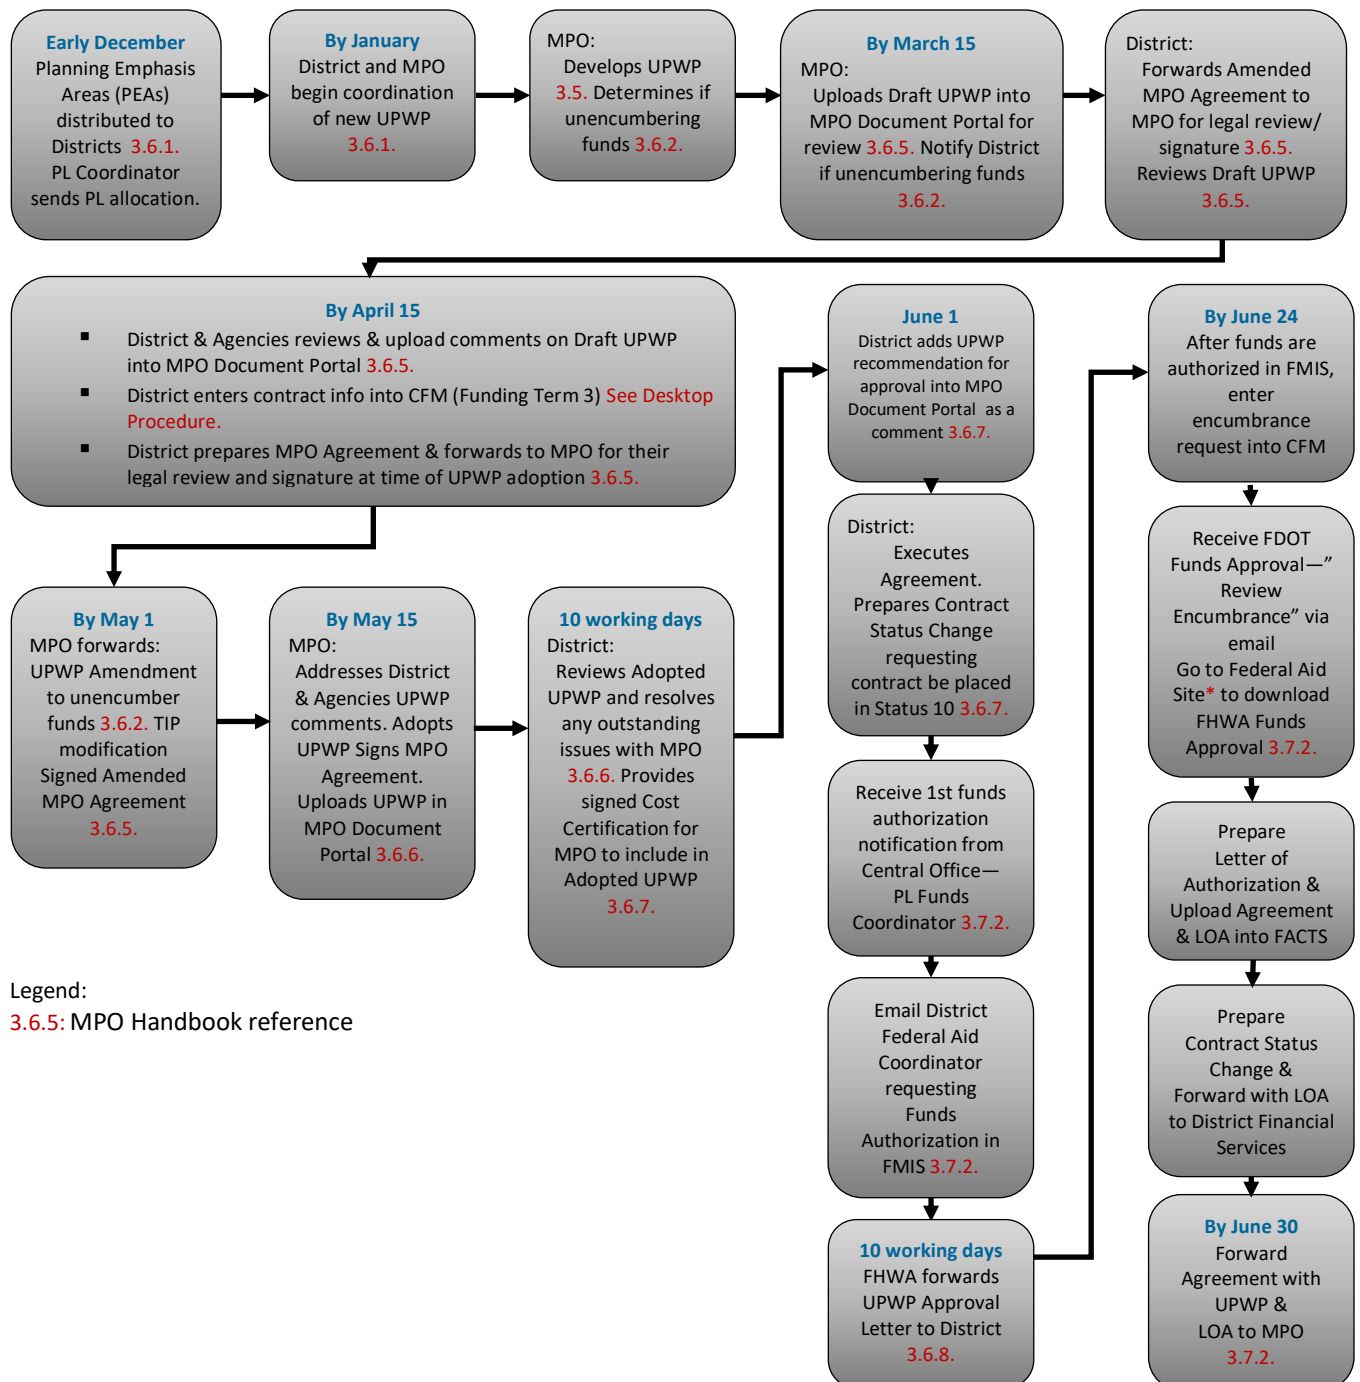 Early December
Planning Emphasis
Areas (PEAs)
distributed to
Districts 3.6.1.
PL Coordinator
sends PL allocation.
By January
District and MPO
begin coordination
of new UPWP
3.6.1.
MPO:
Develops UPWP
3.5. Determines if
unencumbering
funds 3.6.2.
By March 15
MPO:
Uploads Draft UPWP into
MPO Document Portal for
review 3.6.5. Notify District
if unencumbering funds
3.6.2.
District:
Forwards Amended
MPO Agreement to
MPO for legal review/
signature 3.6.5.
Reviews Draft UPWP
3.6.5.
By April 15
▪ District & Agencies reviews & upload comments on Draft UPWP
into MPO Document Portal 3.6.5.
▪ District enters contract info into CFM (Funding Term 3) See Desktop
Procedure.
▪ District prepares MPO Agreement & forwards to MPO for their
legal review and signature at time of UPWP adoption 3.6.5.
By May 1
MPO forwards:
UPWP Amendment
to unencumber
funds 3.6.2. TIP
modification
Signed Amended
MPO Agreement
3.6.5.
By May 15
MPO:
Addresses District
& Agencies UPWP
comments. Adopts
UPWP Signs MPO
Agreement.
Uploads UPWP in
MPO Document
Portal 3.6.6.
10 working days
District:
Reviews Adopted
UPWP and resolves
any outstanding
issues with MPO
3.6.6. Provides
signed Cost
Certification for
MPO to include in
Adopted UPWP
3.6.7.
June 1
District adds UPWP
recommendation for
approval into MPO
Document Portal as a
comment 3.6.7.
District:
Executes
Agreement.
Prepares Contract
Status Change
requesting
contract be placed
in Status 10 3.6.7.
Receive 1st funds
authorization
notification from
Central Office—
PL Funds
Coordinator 3.7.2.
Email District
Federal Aid
Coordinator
requesting
Funds
Authorization in
FMIS 3.7.2.
10 working days
FHWA forwards
UPWP Approval
Letter to District
3.6.8.
By June 24
After funds are
authorized in FMIS,
enter
encumbrance
request into CFM
Receive FDOT
Funds Approval—”
Review
Encumbrance” via
email
Go to Federal Aid
Site* to download
FHWA Funds
Approval 3.7.2.
Prepare
Letter of
Authorization &
Upload Agreement
& LOA into FACTS
Prepare
Contract Status
Change &
Forward with LOA
to District Financial
Services
By June 30
Forward
Agreement with
UPWP &
LOA to MPO
3.7.2.
Legend:
3.6.5: MPO Handbook reference